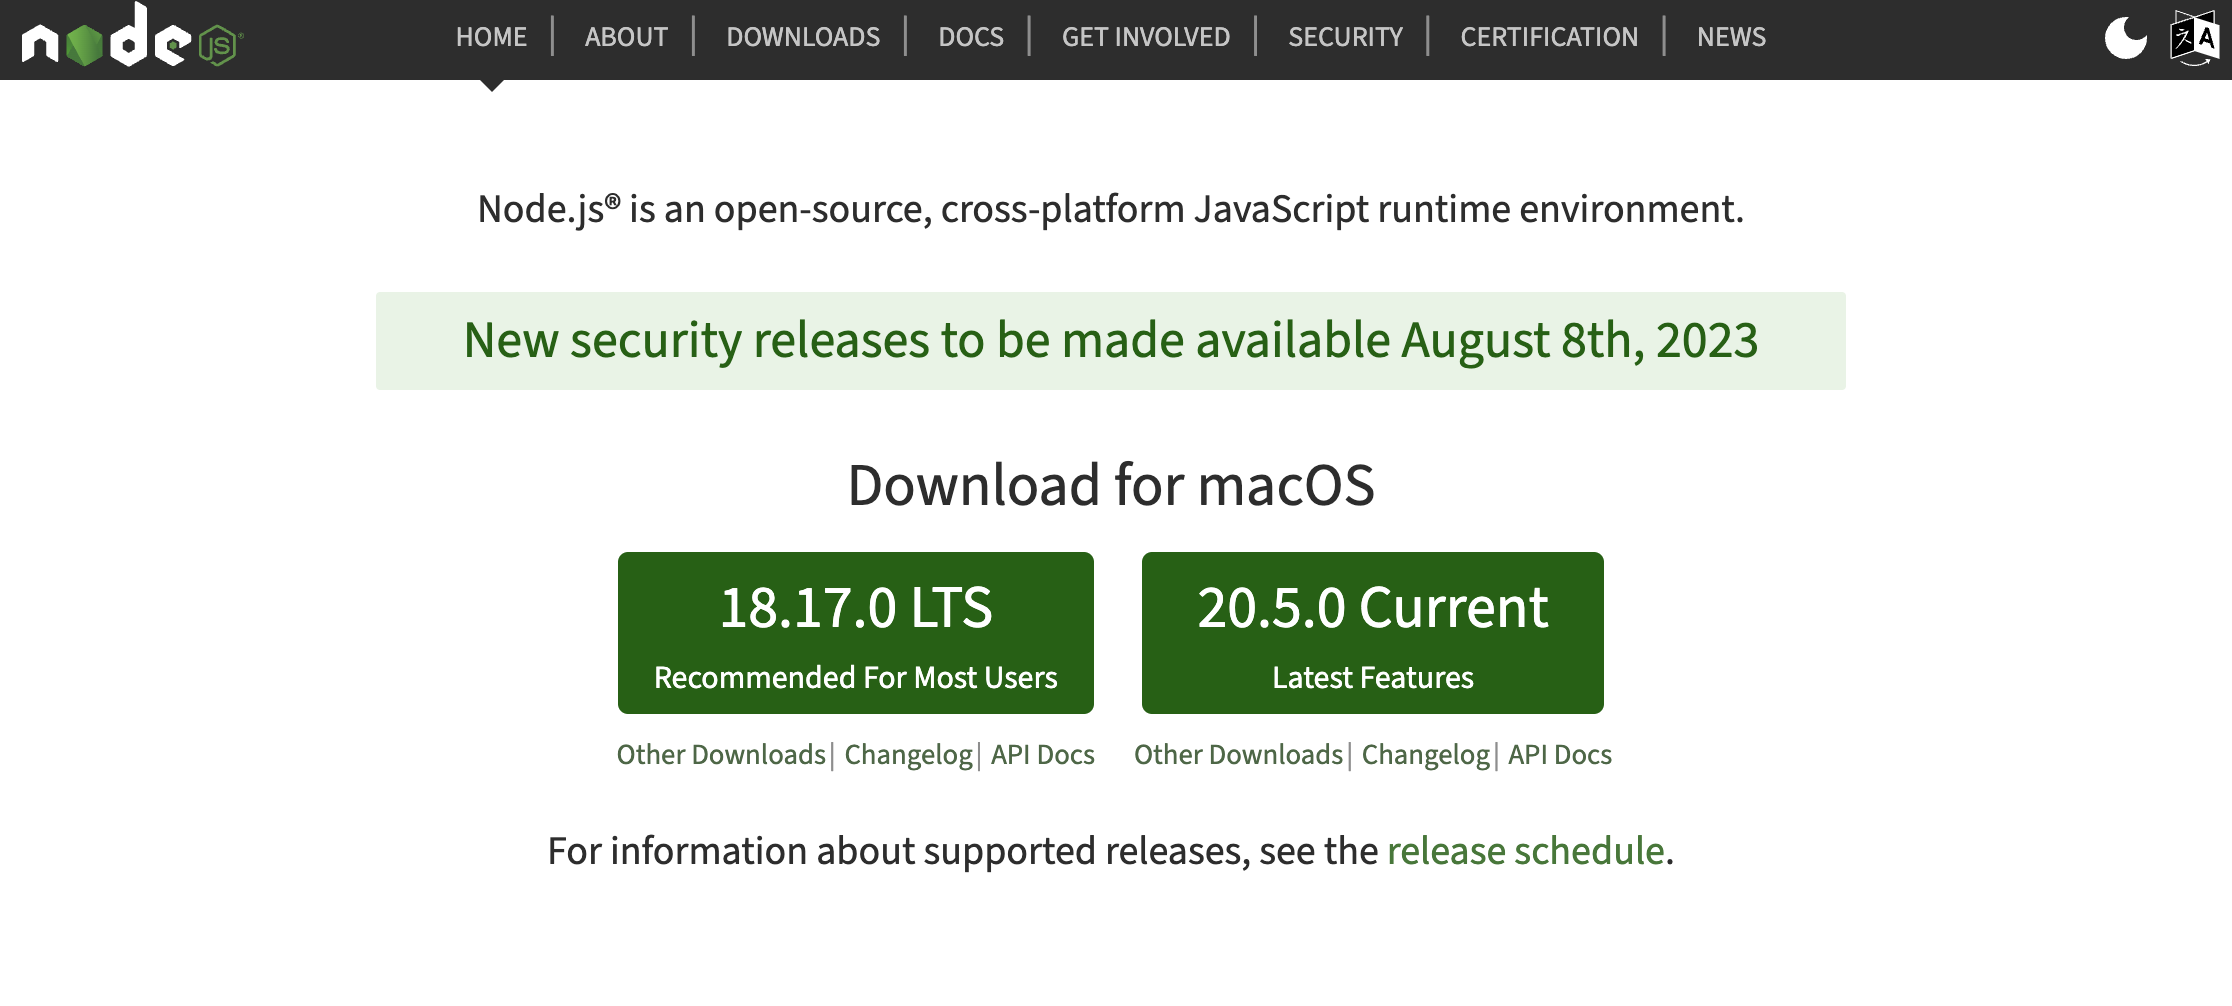 node JS
HOME | ABOUT | DOWNLOADS | DOCS | GET INVOLVED | SECURITY | CERTIFICATION | NEWS
Node.js® is an open-source, cross-platform JavaScript runtime environment.
New security releases to be made available August 8th, 2023
Download for macOS
18.17.0 LTS
Recommended For Most Users
Other Downloads | Changelog | API Docs
20.5.0 Current
Latest Features
Other Downloads | Changelog | API Docs
For information about supported releases, see the release schedule.